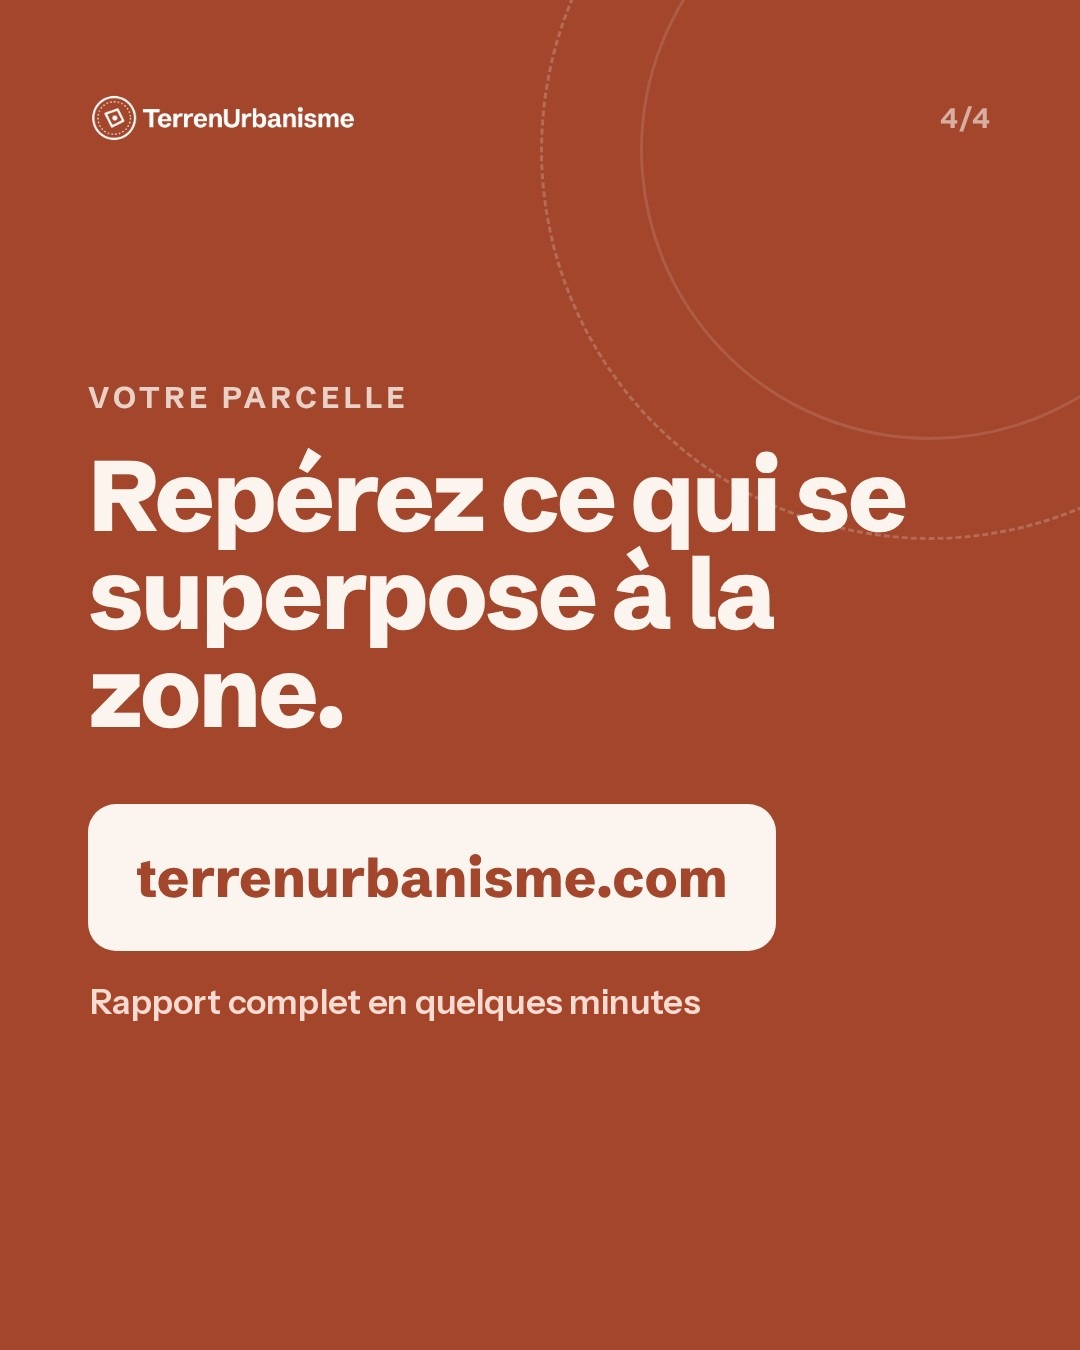 TerrenUrbanisme
4/4
VOTRE PARCELLE
Repérez ce qui se
superpose à la
zone.
terrenurbanisme.com
Rapport complet en quelques minutes